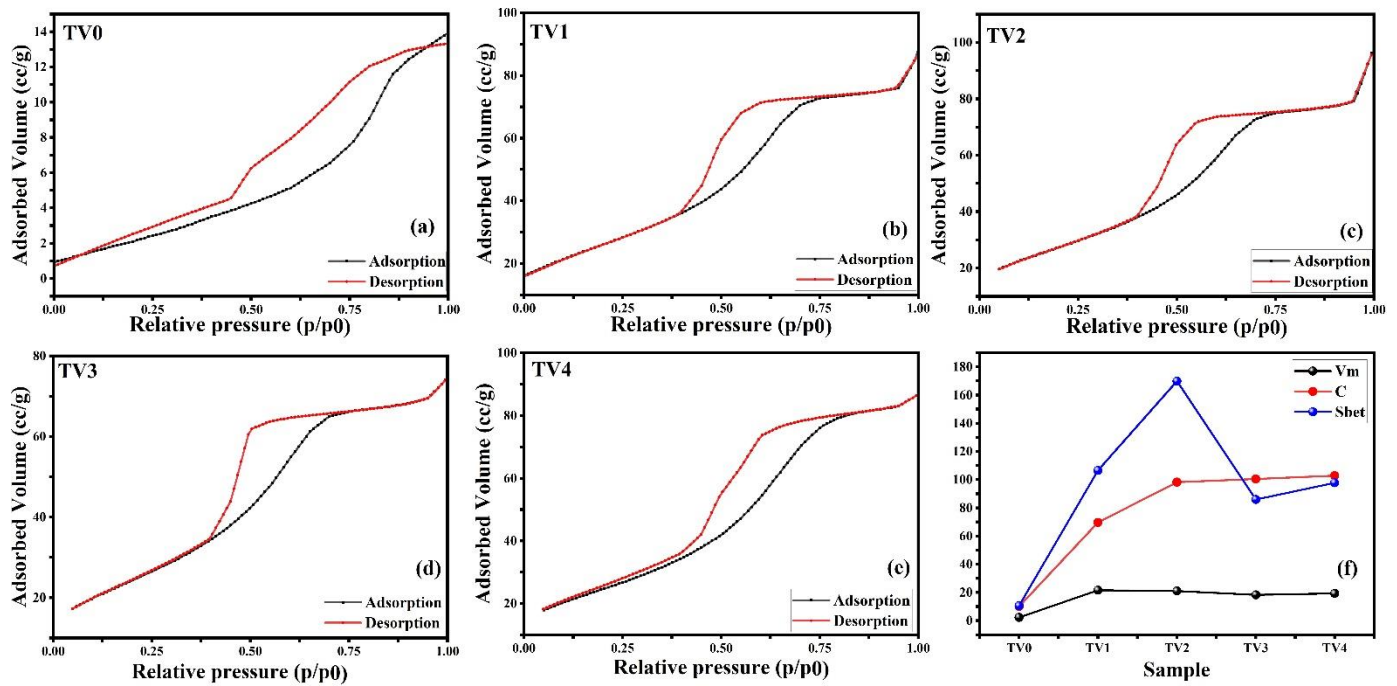 TV0
14
12
10
8
6
4
2
0
Adsorbed Volume (cc/g)
(a)
Adsorption
Desorption
0.00 0.25 0.50 0.75 1.00
Relative pressure (p/p0)
TV1
100
80
60
40
20
0
Adsorbed Volume (cc/g)
(b)
Adsorption
Desorption
0.00 0.25 0.50 0.75 1.00
Relative pressure (p/p0)
TV2
100
80
60
40
20
Adsorbed Volume (cc/g)
(c)
Adsorption
Desorption
0.00 0.25 0.50 0.75 1.00
Relative pressure (p/p0)
TV3
80
60
40
20
Adsorbed Volume (cc/g)
(d)
Adsorption
Desorption
0.00 0.25 0.50 0.75 1.00
Relative pressure (p/p0)
TV4
100
80
60
40
20
0
Adsorbed Volume (cc/g)
(e)
Adsorption
Desorption
0.00 0.25 0.50 0.75 1.00
Relative pressure (p/p0)
180
160
140
120
100
80
60
40
20
0
Vm
C
Sbet
(f)
TV0 TV1 TV2 TV3 TV4
Sample